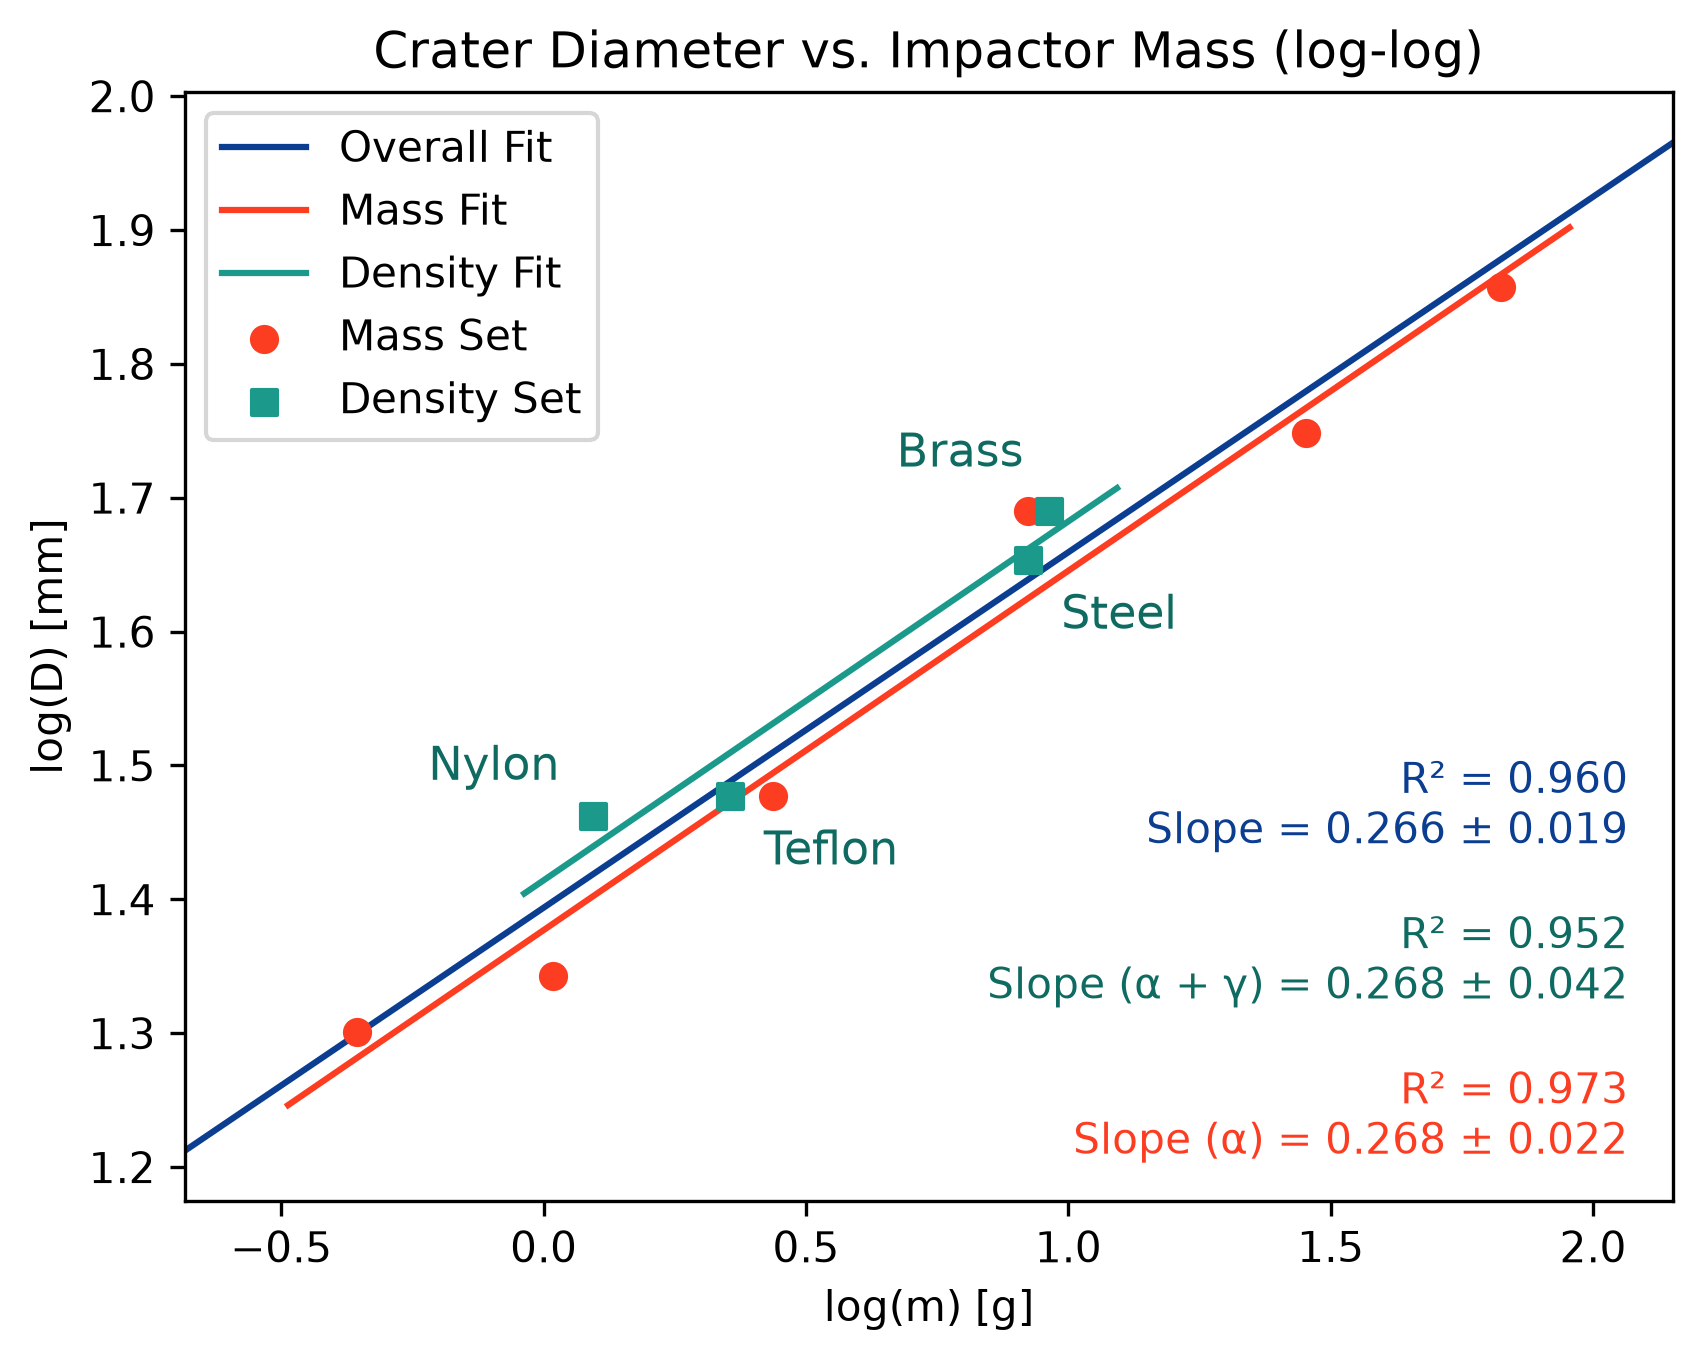 Crater Diameter vs. Impactor Mass (log-log)
2.0
1.9
1.8
1.7
1.6
1.5
1.4
1.3
1.2
log(D) [mm]
Overall Fit
Mass Fit
Density Fit
Mass Set
Density Set
Brass
Steel
Nylon
Teflon
R² = 0.960
Slope = 0.266 ± 0.019
R² = 0.952
Slope (α + γ) = 0.268 ± 0.042
R² = 0.973
Slope (α) = 0.268 ± 0.022
−0.5 0.0 0.5 1.0 1.5 2.0
log(m) [g]